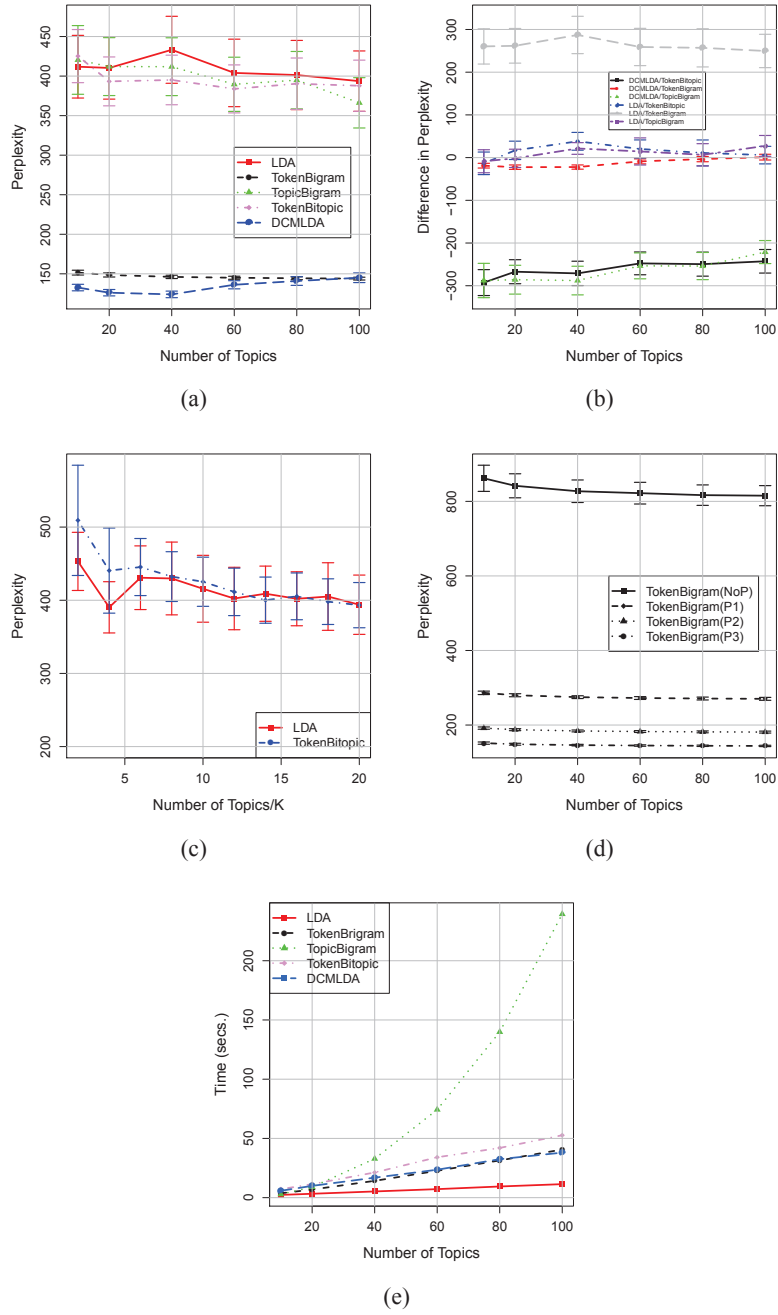 450
400
350
300
250
200
150
Perplexity
LDA
TokenBigram
TopicBigram
TokenBitopic
DCMLDA
20 40 60 80 100
Number of Topics
(a)
300
200
100
0
−100
−200
−300
Difference in Perplexity
DCMLDA/TokenBitopic
DCMLDA/TokenBigram
DCMLDA/TopicBigram
LDA/TokenBitopic
LDA/TokenBigram
LDA/TopicBigram
20 40 60 80 100
Number of Topics
(b)
500
400
300
200
Perplexity
LDA
TokenBitopic
5 10 15 20
Number of Topics/K
(c)
800
600
400
200
Perplexity
TokenBigram(NoP)
TokenBigram(P1)
TokenBigram(P2)
TokenBigram(P3)
20 40 60 80 100
Number of Topics
(d)
LDA
TokenBrigram
TopicBigram
TokenBitopic
DCMLDA
200
150
100
50
0
Time (secs.)
20 40 60 80 100
Number of Topics
(e)